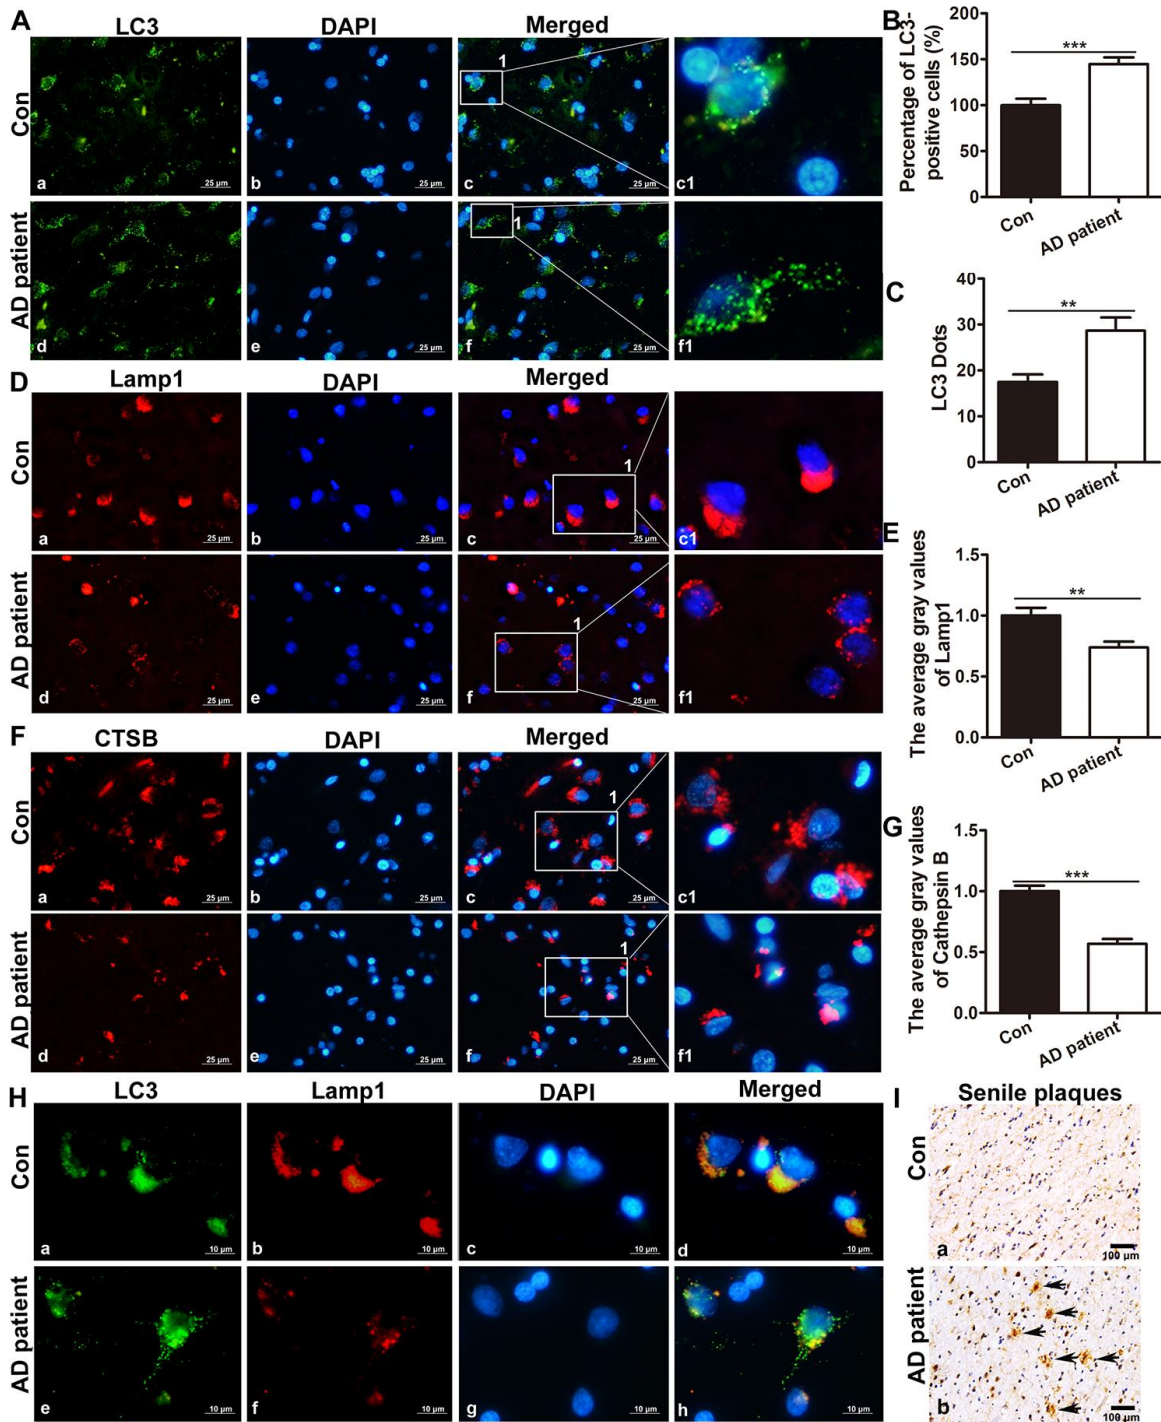 A
LC3
DAPI
Merged
Con
a
25 µm
b
25 µm
1
c
25 µm
c1
AD patient
d
25 µm
e
25 µm
1
f
25 µm
f1
B
Percentage of LC3-
positive cells (%)
200
150
100
50
0
***
Con
AD patient
C
LC3 Dots
40
30
20
10
0
**
Con
AD patient
D
Lamp1
DAPI
Merged
Con
a
25 µm
b
25 µm
1
c
25 µm
c1
AD patient
d
25 µm
e
25 µm
1
f
25 µm
f1
E
The average gray values
of Lamp1
1.5
1.0
0.5
0.0
**
Con
AD patient
F
CTSB
DAPI
Merged
Con
a
25 µm
b
25 µm
1
c
25 µm
c1
AD patient
d
25 µm
e
25 µm
1
f
25 µm
f1
G
The average gray values
of Cathepsin B
1.5
1.0
0.5
0.0
***
Con
AD patient
H
LC3
Lamp1
DAPI
Merged
Con
a
10 µm
b
10 µm
c
10 µm
d
10 µm
AD patient
e
10 µm
f
10 µm
g
10 µm
h
10 µm
I
Senile plaques
Con
a
100 µm
AD patient
b
100 µm